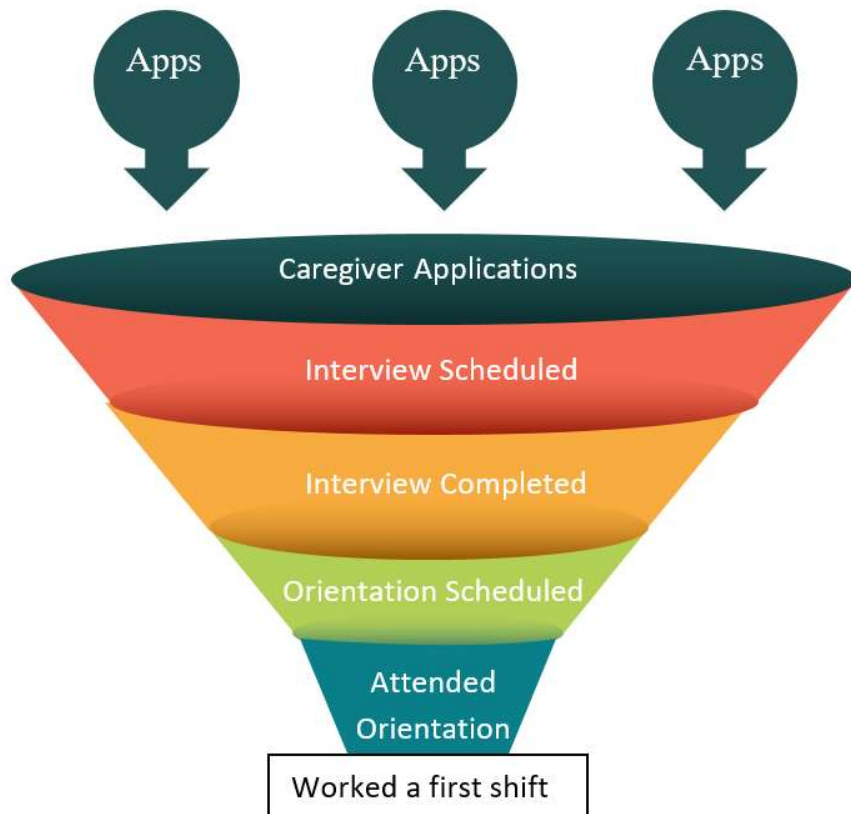 Apps
Apps
Apps
Caregiver Applications
Interview Scheduled
Interview Completed
Orientation Scheduled
Attended
Orientation
Worked a first shift